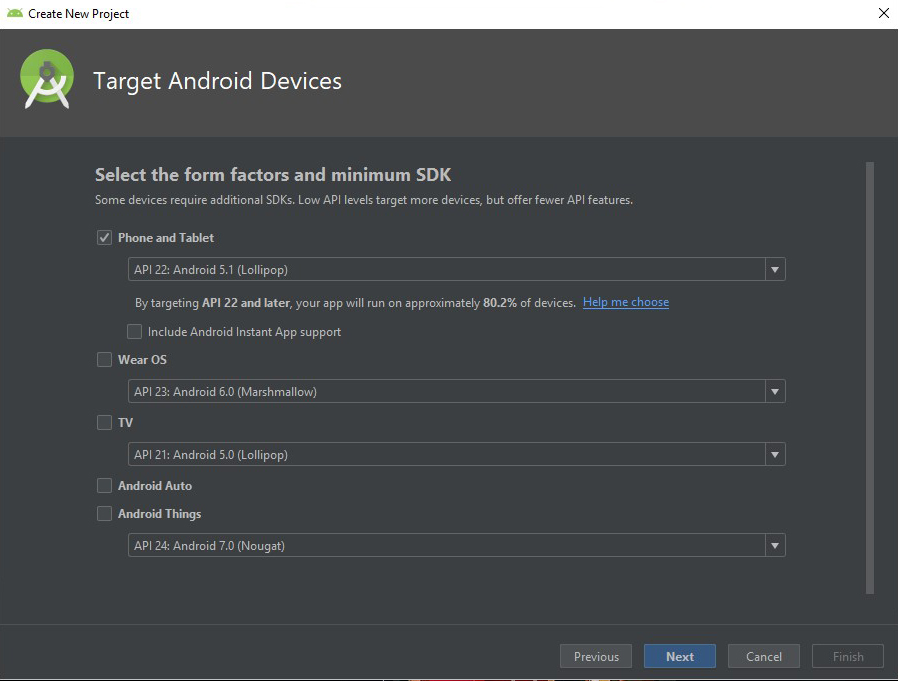 Create New Project
Target Android Devices
Select the form factors and minimum SDK
Some devices require additional SDKs. Low API levels target more devices, but offer fewer API features.
Phone and Tablet
API 22: Android 5.1 (Lollipop)
By targeting API 22 and later, your app will run on approximately 80.2% of devices. Help me choose
Include Android Instant App support
Wear OS
API 23: Android 6.0 (Marshmallow)
TV
API 21: Android 5.0 (Lollipop)
Android Auto
Android Things
API 24: Android 7.0 (Nougat)
Previous Next Cancel Finish